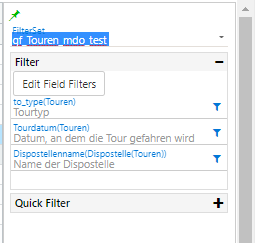 FilterSet
qf_Touren_mdo_test
Filter
Edit Field Filters
to_type(Touren)
Tourtyp
Tourdatum(Touren)
Datum, an dem die Tour gefahren wird
Dispostellenname(Dispostelle(Touren))
Name der Dispostelle
Quick Filter